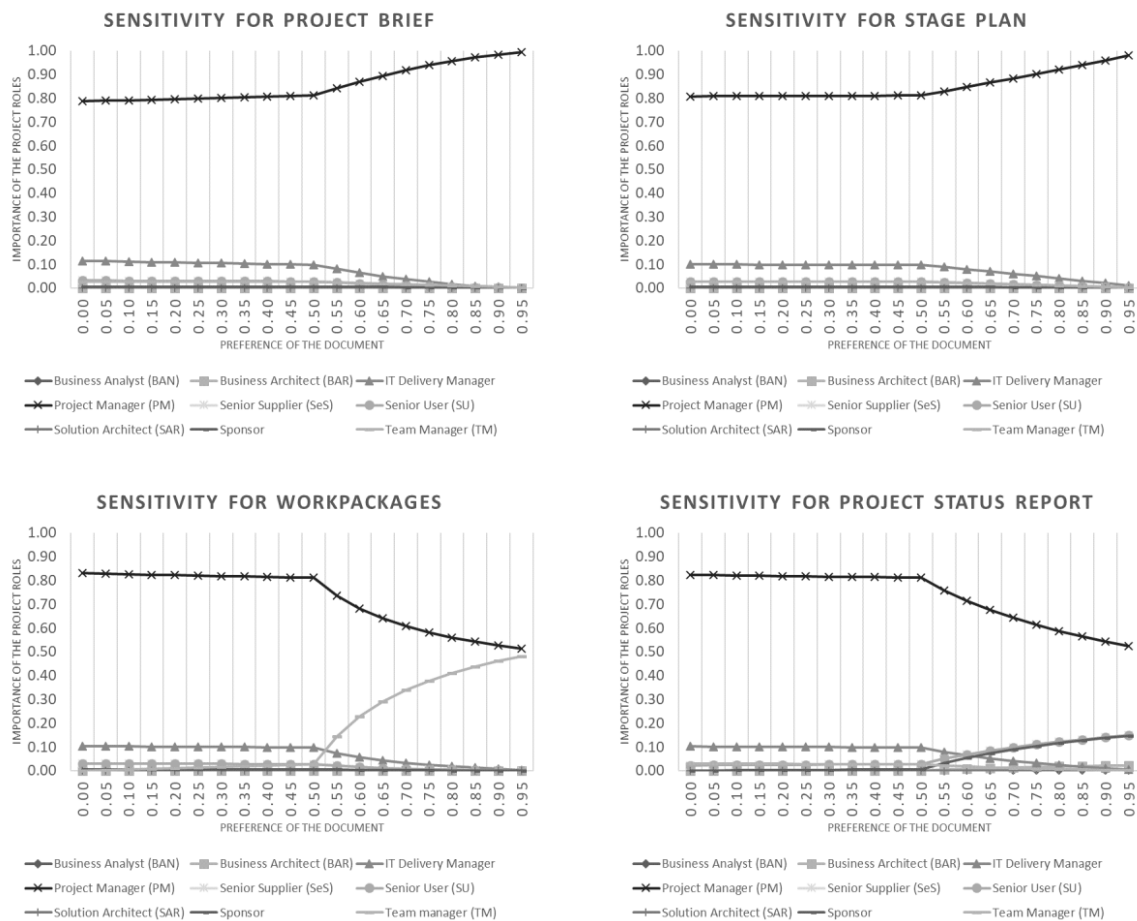 SENSITIVITY FOR PROJECT BRIEF
IMPORTANCE OF THE PROJECT ROLES
1.00
0.90
0.80
0.70
0.60
0.50
0.40
0.30
0.20
0.10
0.00
0.00 0.05 0.10 0.15 0.20 0.25 0.30 0.35 0.40 0.45 0.50 0.55 0.60 0.65 0.70 0.75 0.80 0.85 0.90 0.95
PREFERENCE OF THE DOCUMENT
Business Analyst (BAN) Business Architect (BAR) IT Delivery Manager
Project Manager (PM) Senior Supplier (SeS) Senior User (SU)
Solution Architect (SAR) Sponsor Team Manager (TM)
SENSITIVITY FOR STAGE PLAN
IMPORTANCE OF THE PROJECT ROLES
1.00
0.90
0.80
0.70
0.60
0.50
0.40
0.30
0.20
0.10
0.00
0.00 0.05 0.10 0.15 0.20 0.25 0.30 0.35 0.40 0.45 0.50 0.55 0.60 0.65 0.70 0.75 0.80 0.85 0.90 0.95
PREFERENCE OF THE DOCUMENT
Business Analyst (BAN) Business Architect (BAR) IT Delivery Manager
Project Manager (PM) Senior Supplier (SeS) Senior User (SU)
Solution Architect (SAR) Sponsor Team Manager (TM)
SENSITIVITY FOR WORKPACKAGES
IMPORTANCE OF THE PROJECT ROLES
1.00
0.90
0.80
0.70
0.60
0.50
0.40
0.30
0.20
0.10
0.00
0.00 0.05 0.10 0.15 0.20 0.25 0.30 0.35 0.40 0.45 0.50 0.55 0.60 0.65 0.70 0.75 0.80 0.85 0.90 0.95
PREFERENCE OF THE DOCUMENT
Business Analyst (BAN) Business Architect (BAR) IT Delivery Manager
Project Manager (PM) Senior Supplier (SeS) Senior User (SU)
Solution Architect (SAR) Sponsor Team manager (TM)
SENSITIVITY FOR PROJECT STATUS REPORT
IMPORTANCE OF THE PROJECT ROLES
1.00
0.90
0.80
0.70
0.60
0.50
0.40
0.30
0.20
0.10
0.00
0.00 0.05 0.10 0.15 0.20 0.25 0.30 0.35 0.40 0.45 0.50 0.55 0.60 0.65 0.70 0.75 0.80 0.85 0.90 0.95
PREFERENCE OF THE DOCUMENT
Business Analyst (BAN) Business Architect (BAR) IT Delivery Manager
Project Manager (PM) Senior Supplier (SeS) Senior User (SU)
Solution Architect (SAR) Sponsor Team Manager (TM)